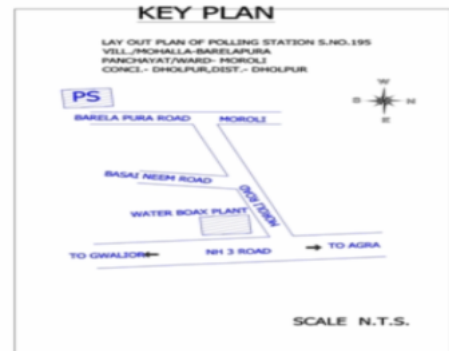 KEY PLAN
LAY OUT PLAN OF POLLING STATION S.NO.195
VILL./MOHALLA-BARELAPURA
PANCHAYAT/WARD- MOROLI
CONCI.- DHOLPUR,DIST.- DHOLPUR
PS
W
S
N
E
BARELA PURA ROAD
MOROLI
BASAI NEEM ROAD
MOROLI ROAD
WATER BOAX PLANT
TO GWALIOR
NH 3 ROAD
TO AGRA
SCALE N.T.S.